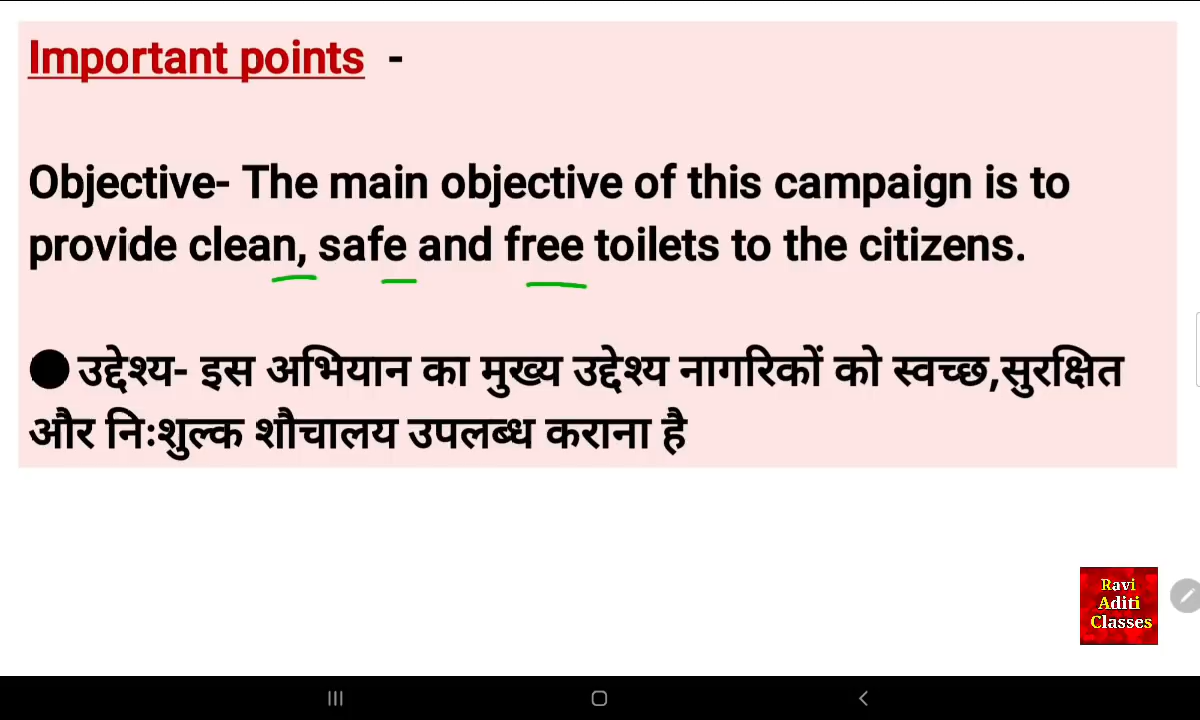 Important points -
Objective- The main objective of this campaign is to
provide clean, safe and free toilets to the citizens.
उद्देश्य- इस अभियान का मुख्य उद्देश्य नागरिकों को स्वच्छ,सुरक्षित
और निःशुल्क शौचालय उपलब्ध कराना है
Ravi
Aditi
Classes